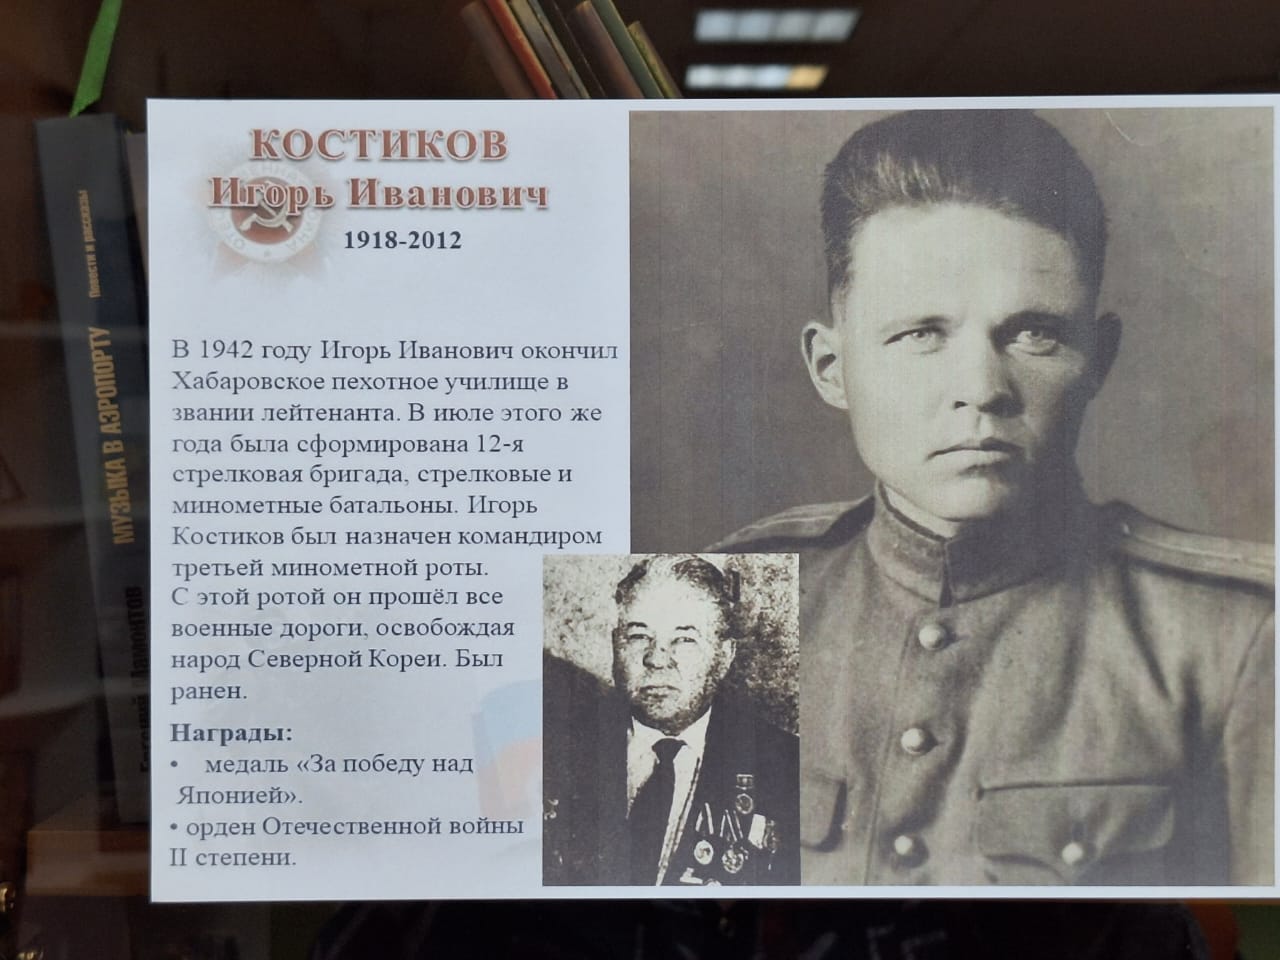 КОСТИКОВ
Игорь Иванович
1918-2012
В 1942 году Игорь Иванович окончил
Хабаровское пехотное училище в
звании лейтенанта. В июле этого же
года была сформирована 12-я
стрелковая бригада, стрелковые и
минометные батальоны. Игорь
Костиков был назначен командиром
третьей минометной роты.
С этой ротой он прошёл все
военные дороги, освобождая
народ Северной Кореи. Был
ранен.
Награды:
• медаль «За победу над
Японией».
• орден Отечественной войны
II степени.
МУЗЫКА В АЭРОПОРТУ
Повести и рассказы